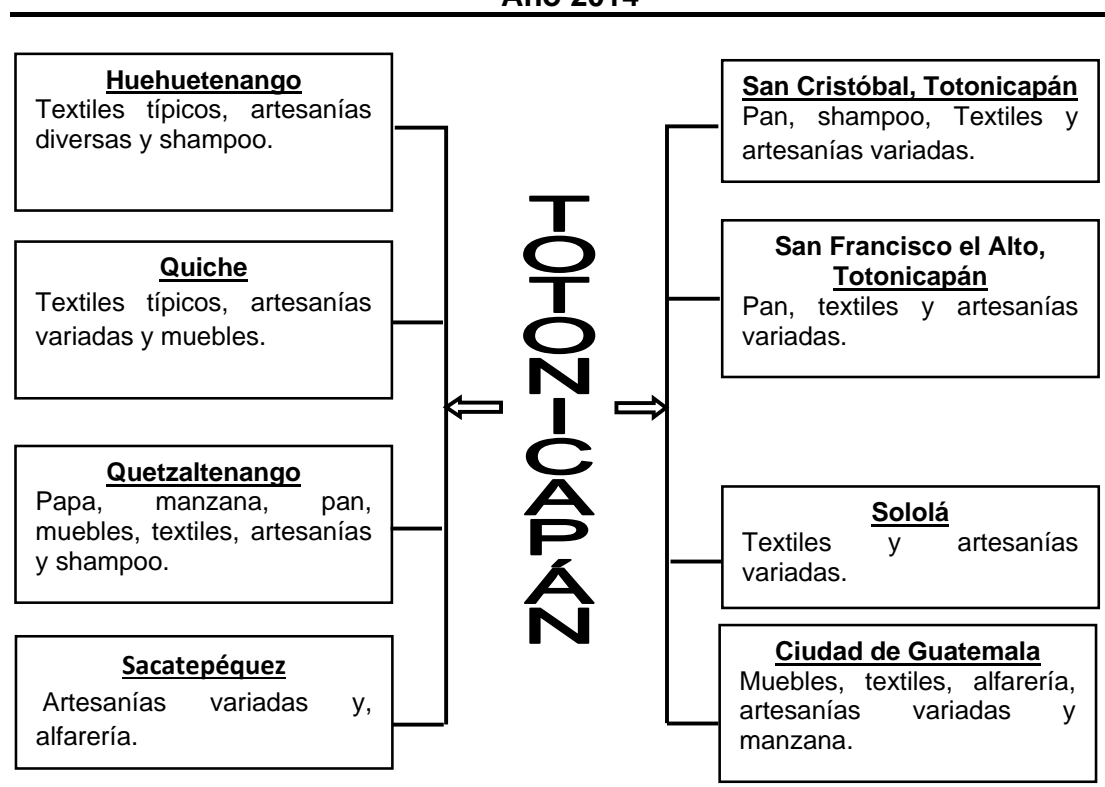 Año 2014
Huehuetenango
Textiles típicos, artesanías
diversas y shampoo.
Quiche
Textiles típicos, artesanías
variadas y muebles.
Quetzaltenango
Papa, manzana, pan,
muebles, textiles, artesanías
y shampoo.
Sacatepéquez
Artesanías variadas y,
alfarería.
TOTONICAPÁN
San Cristóbal, Totonicapán
Pan, shampoo, Textiles y
artesanías variadas.
San Francisco el Alto,
Totonicapán
Pan, textiles y artesanías
variadas.
Sololá
Textiles y artesanías
variadas.
Ciudad de Guatemala
Muebles, textiles, alfarería,
artesanías variadas y
manzana.